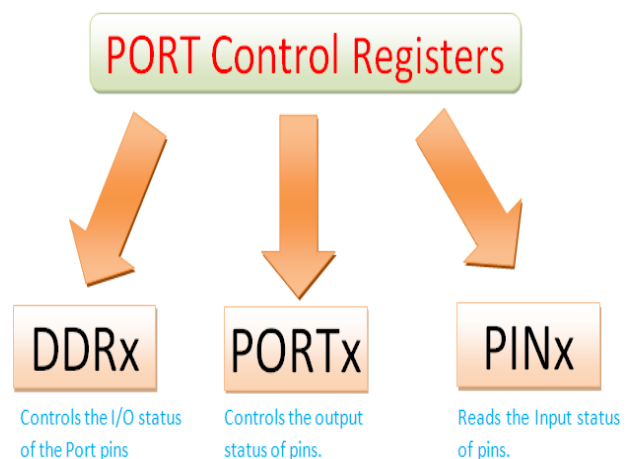 PORT Control Registers
DDRx
Controls the I/O status
of the Port pins
PORTx
Controls the output
status of pins.
PINx
Reads the Input status
of pins.